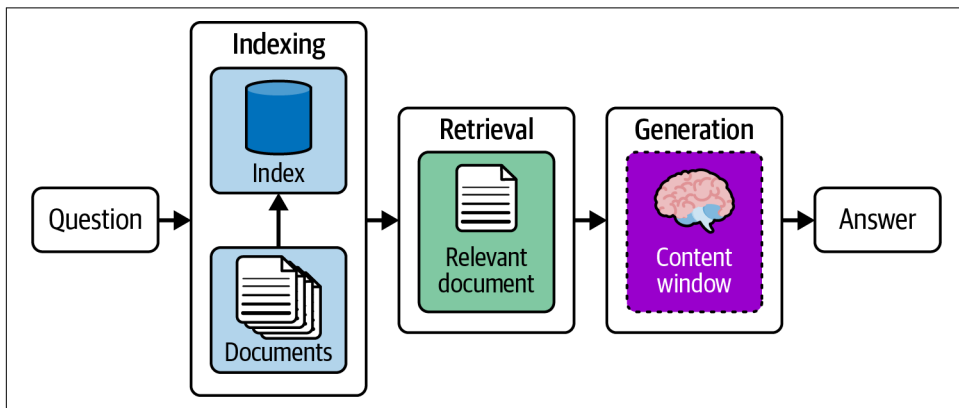 Question
Indexing
Index
Documents
Retrieval
Relevant
document
Generation
Content
window
Answer